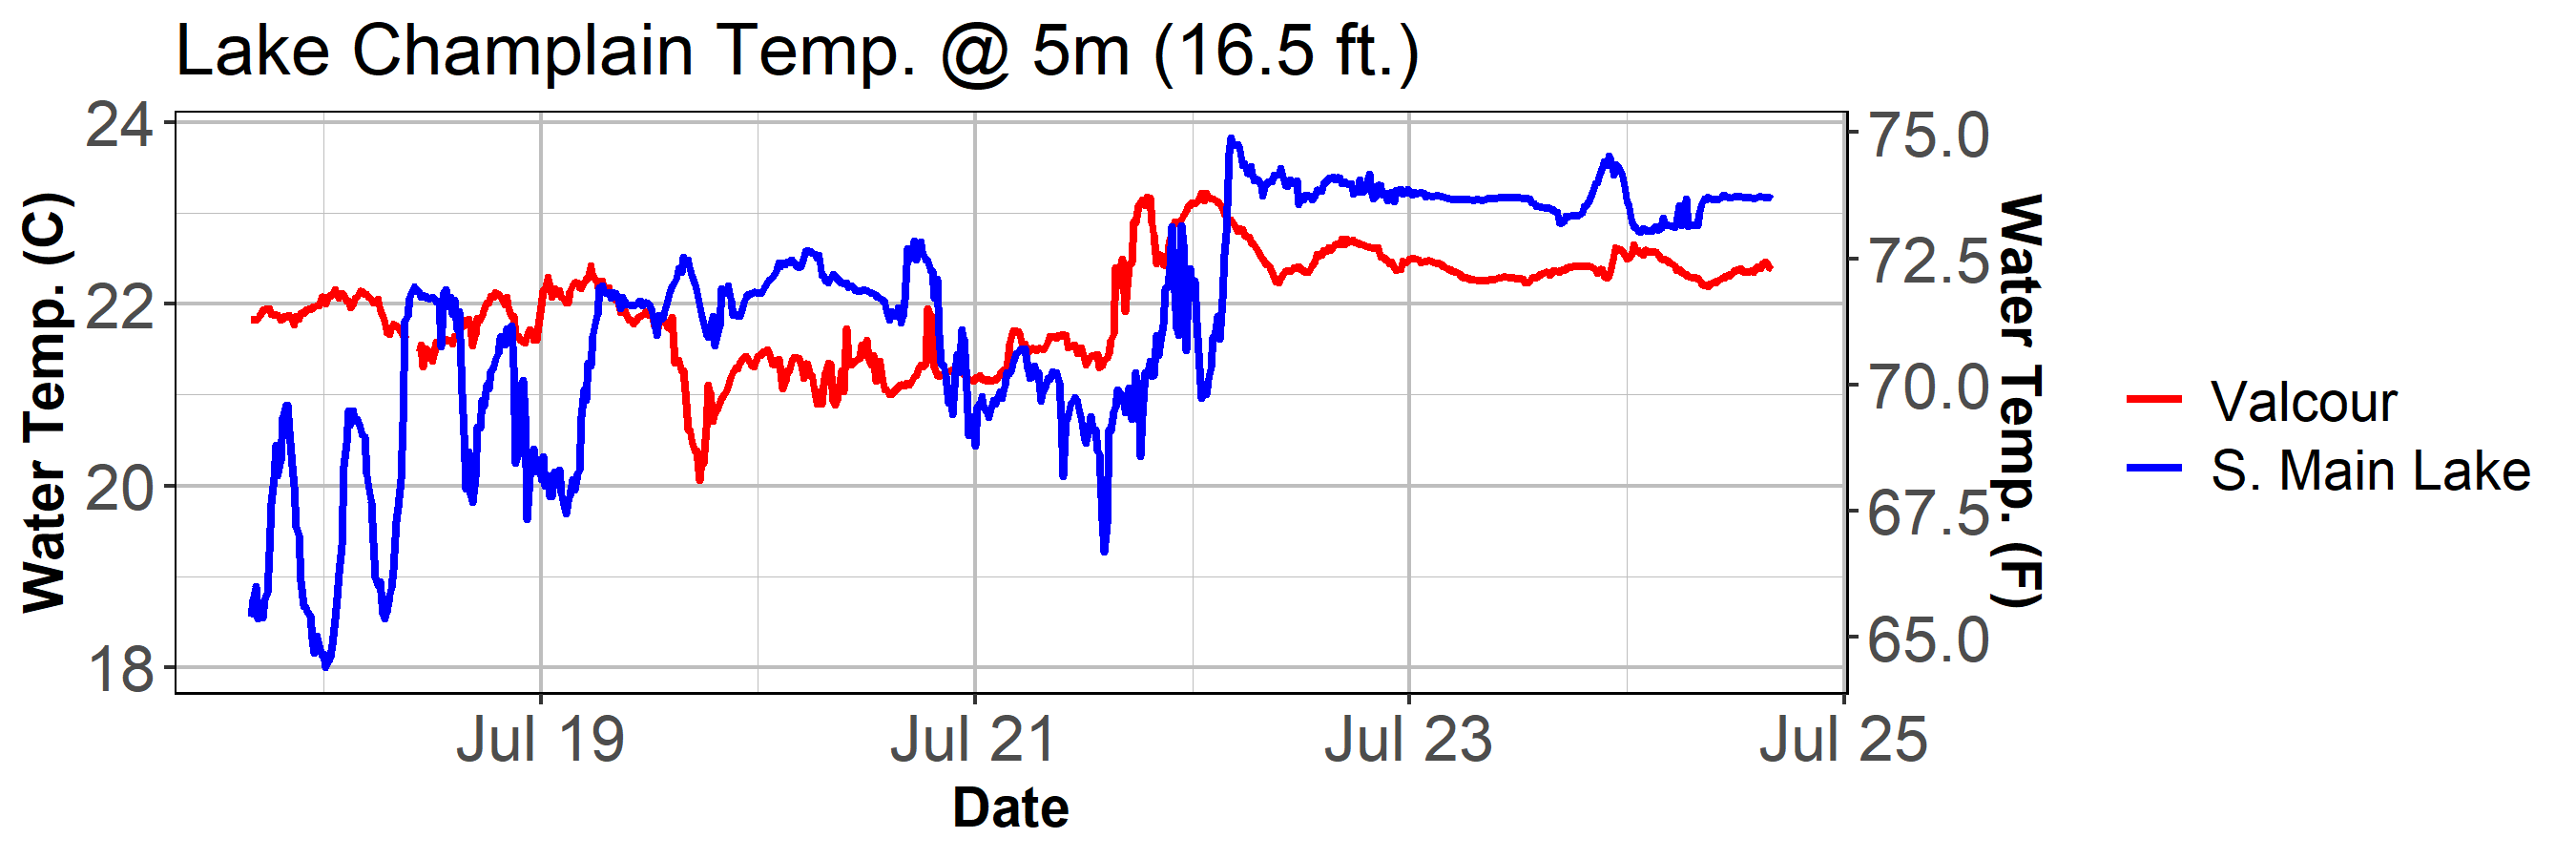 Lake Champlain Temp. @ 5m (16.5 ft.)
Water Temp. (C)
24
22
20
18
75.0
72.5
70.0
67.5
65.0
Water Temp. (F)
Jul 19
Jul 21
Jul 23
Jul 25
Date
Valcour
S. Main Lake